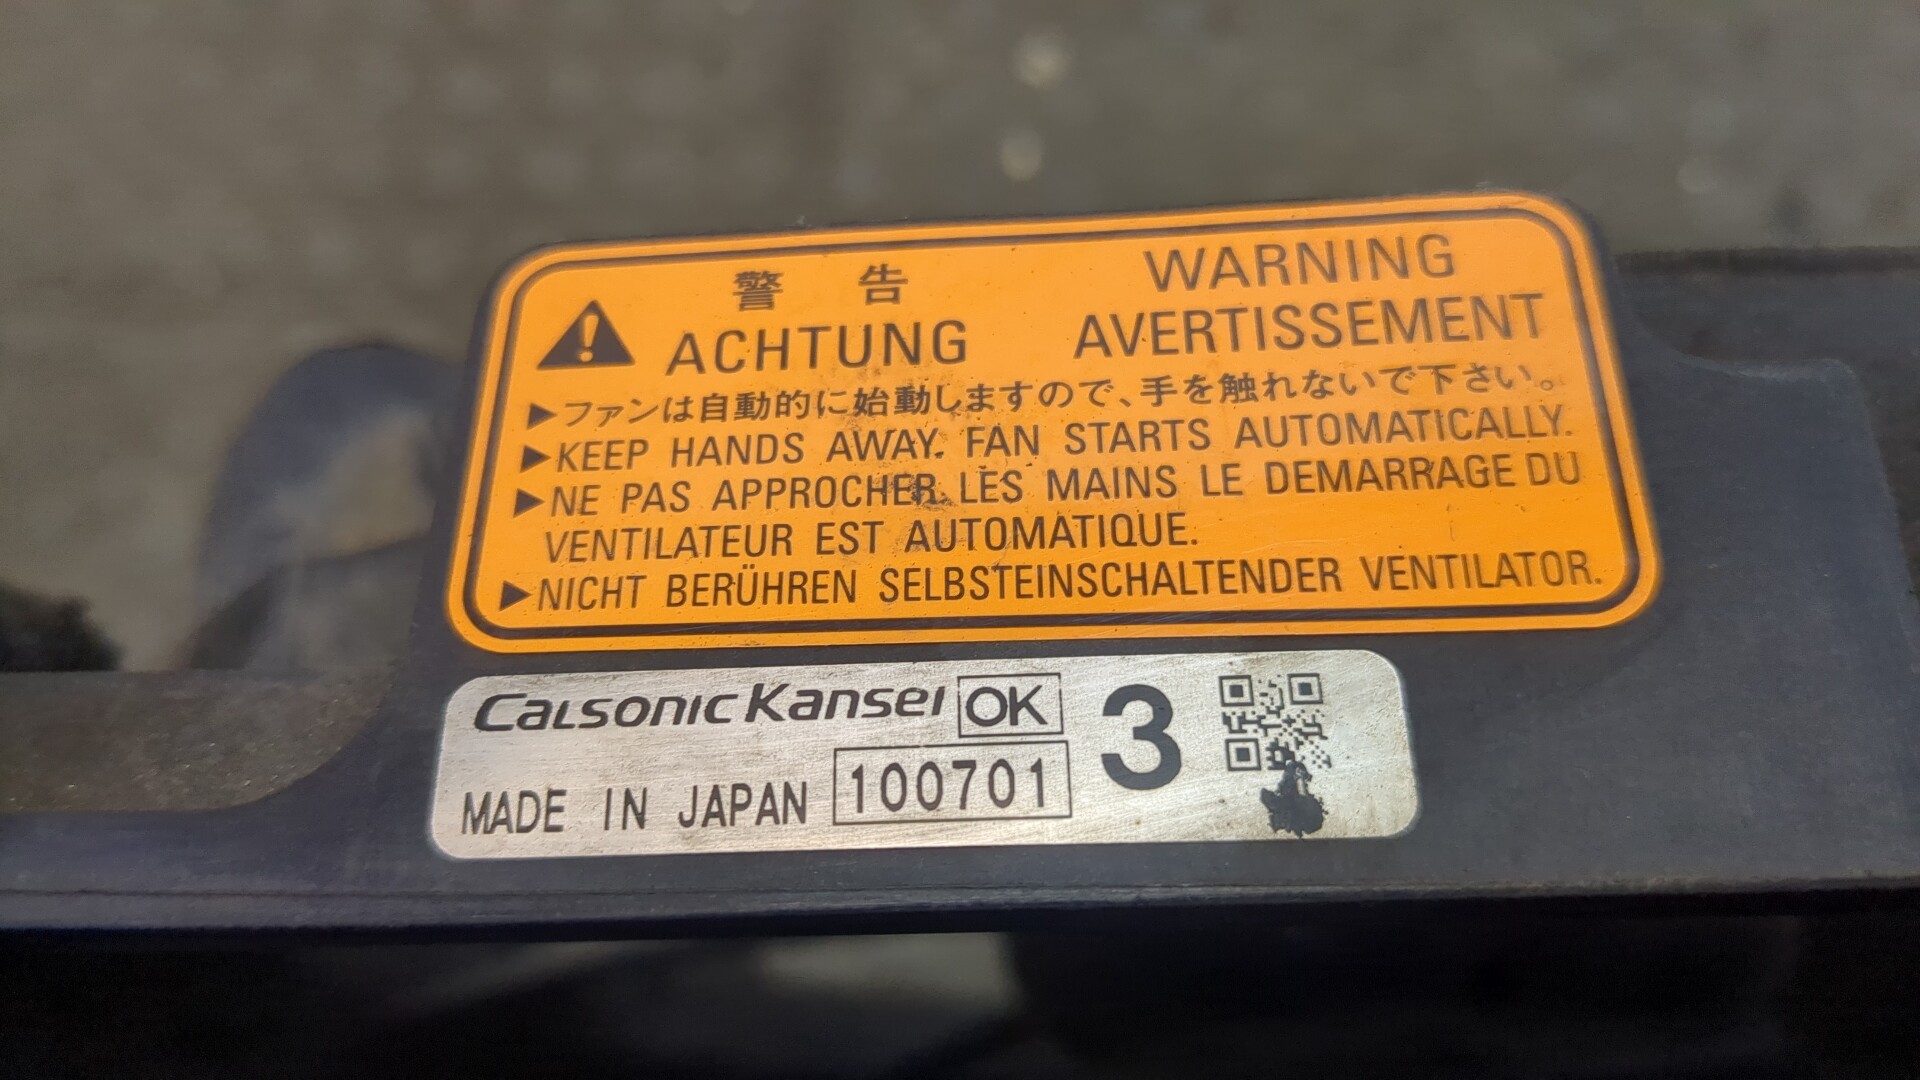 警告 WARNING
ACHTUNG AVERTISSEMENT
▶ファンは自動的に始動しますので、手を触れないで下さい。
▶KEEP HANDS AWAY. FAN STARTS AUTOMATICALLY.
▶NE PAS APPROCHER LES MAINS LE DEMARRAGE DU
VENTILATEUR EST AUTOMATIQUE.
▶NICHT BERÜHREN SELBSTEINSCHALTENDER VENTILATOR.
CalsonicKansei OK 3
MADE IN JAPAN 100701